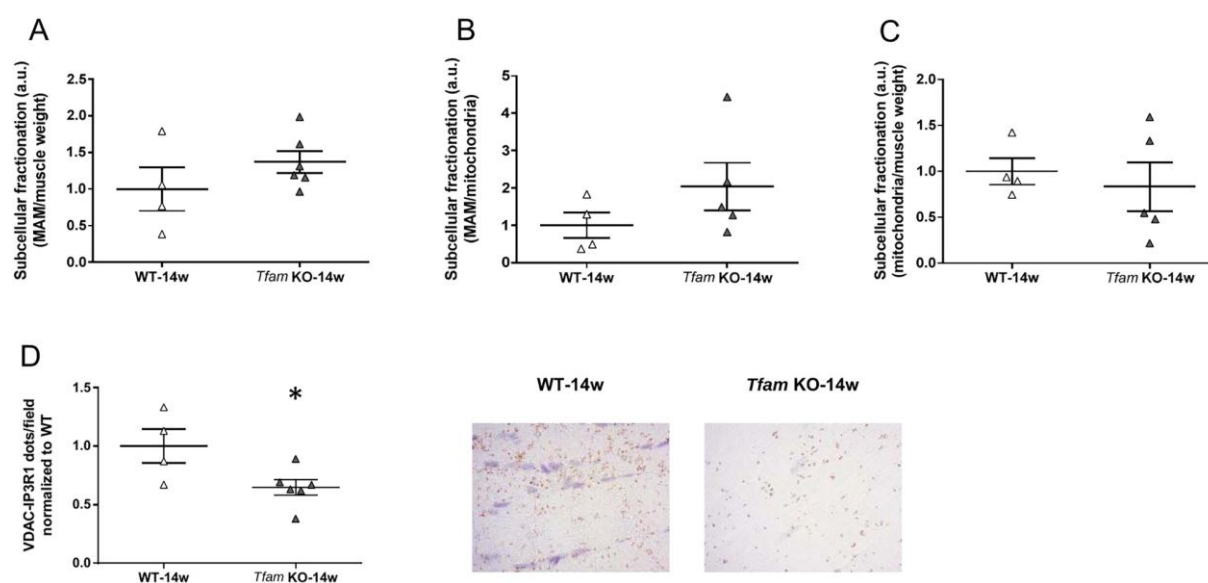 A
Subcellular fractionation (a.u.)
(MAM/muscle weight)
2.5
2.0
1.5
1.0
0.5
0.0
WT-14w
Tfam KO-14w
B
Subcellular fractionation (a.u.)
(MAM/mitochondria)
5
4
3
2
1
0
WT-14w
Tfam KO-14w
C
Subcellular fractionation (a.u.)
(mitochondria/muscle weight)
2.0
1.5
1.0
0.5
0.0
WT-14w
Tfam KO-14w
D
VDAC-IP3R1 dots/field
normalized to WT
1.5
1.0
0.5
0.0
*
WT-14w
Tfam KO-14w
WT-14w
Tfam KO-14w